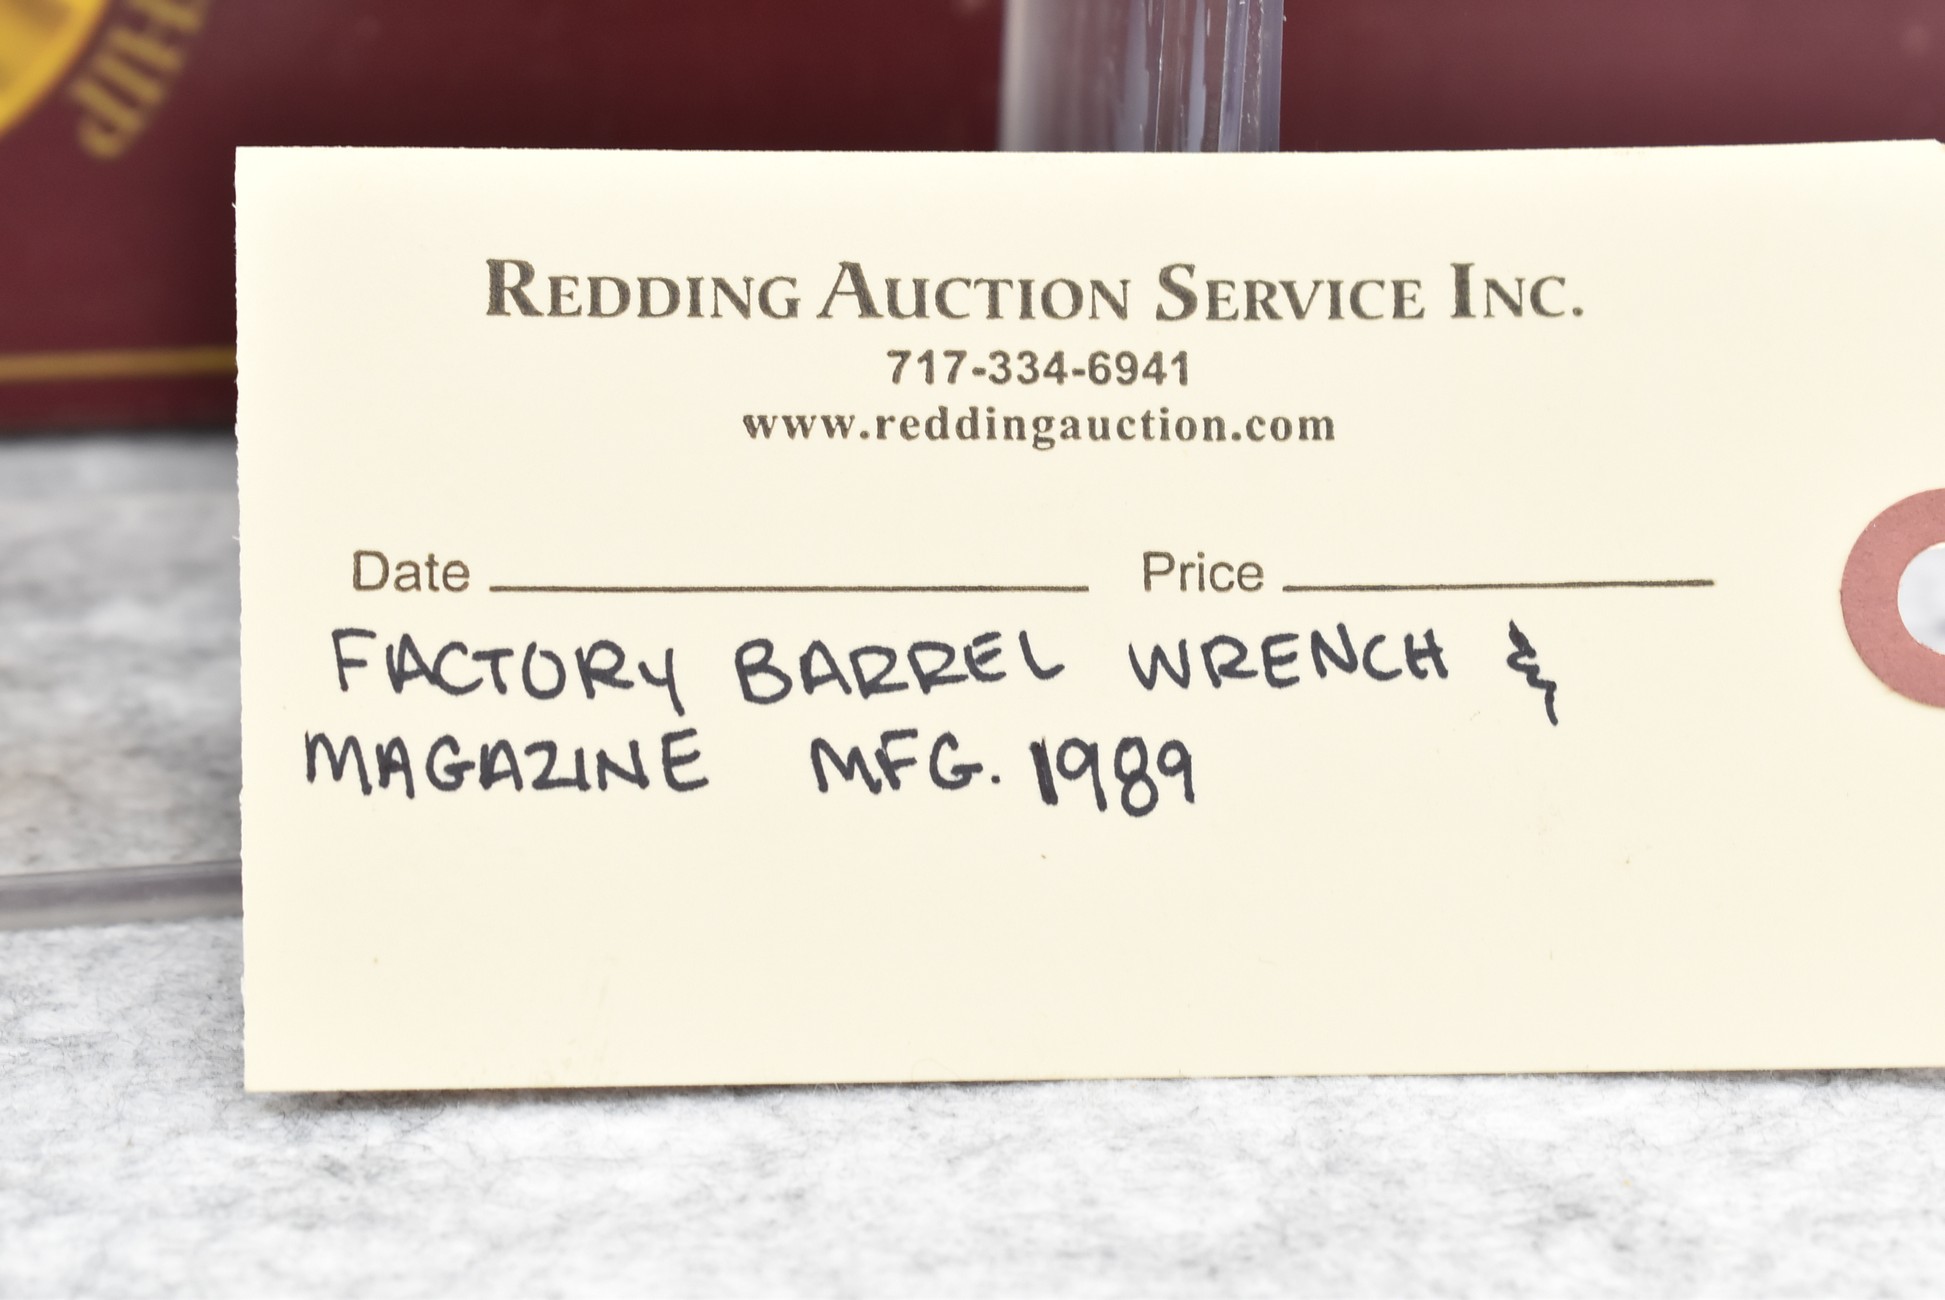 REDDING AUCTION SERVICE INC.
717-334-6941
www.reddingauction.com
Date Price
FACTORY BARREL WRENCH &
MAGAZINE MFG. 1989